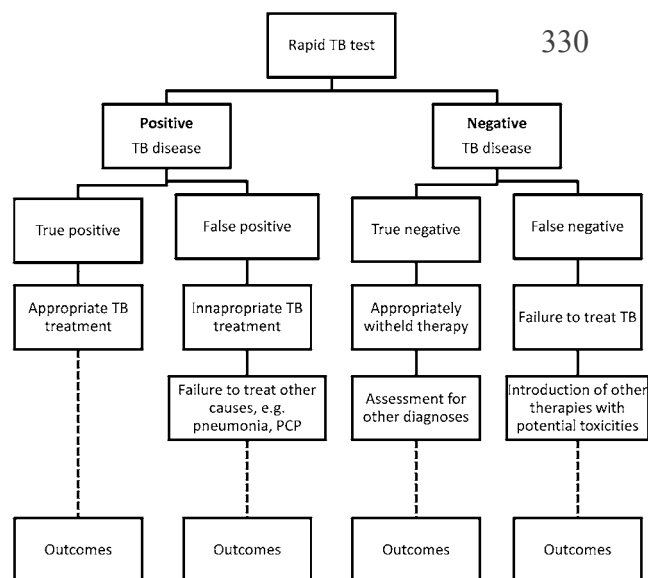 Rapid TB test
330
Positive
TB disease
Negative
TB disease
True positive
False positive
True negative
False negative
Appropriate TB
treatment
Innapropriate TB
treatment
Appropriately
witheld therapy
Failure to treat TB
Failure to treat other
causes, e.g.
pneumonia, PCP
Assessment for
other diagnoses
Introduction of other
therapies with
potential toxicities
Outcomes
Outcomes
Outcomes
Outcomes